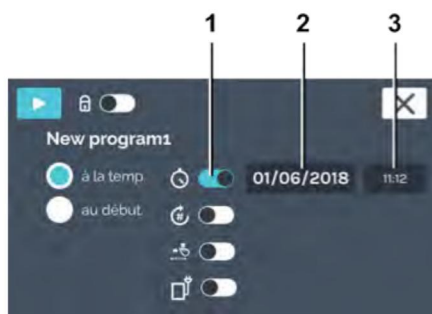 1 2 3
New program1
à la temp 01/06/2018 11:12
au début
#